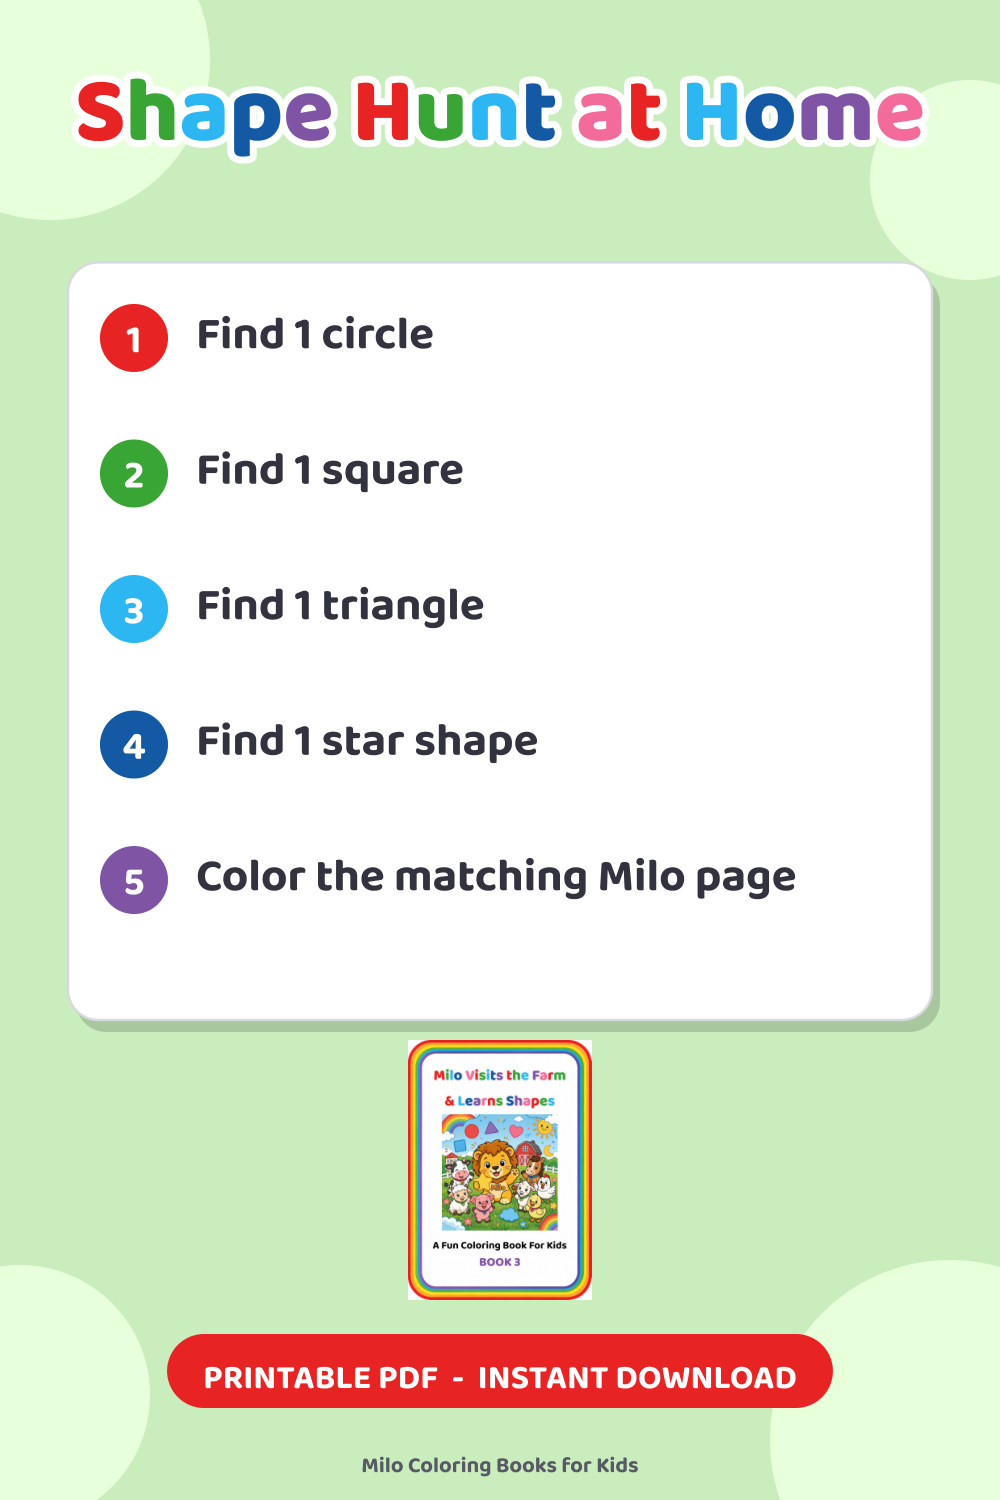 Shape Hunt at Home
1 Find 1 circle
2 Find 1 square
3 Find 1 triangle
4 Find 1 star shape
5 Color the matching Milo page
Milo Visits the Farm
& Learns Shapes
Milo
A Fun Coloring Book For Kids
BOOK 3
PRINTABLE PDF - INSTANT DOWNLOAD
Milo Coloring Books for Kids